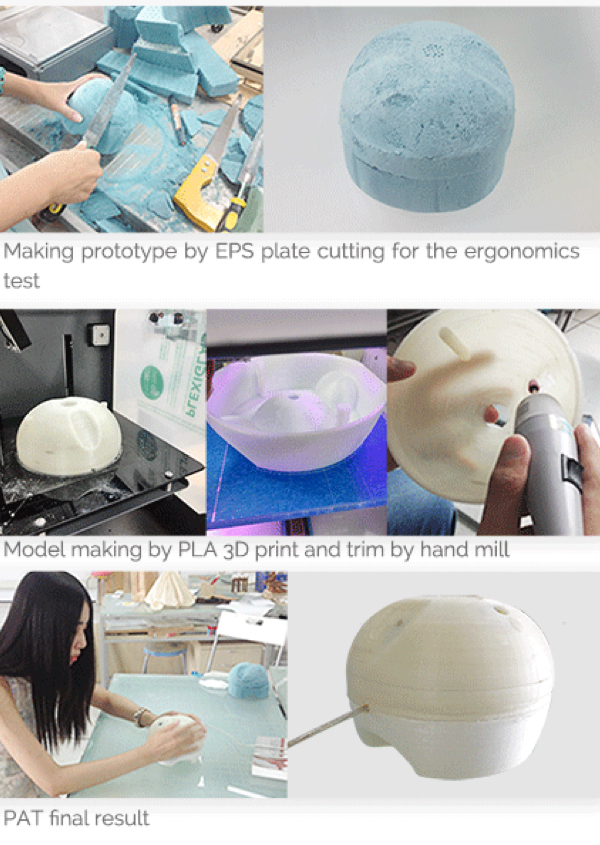 Making prototype by EPS plate cutting for the ergonomics
test
PLEXIGLAS
Model making by PLA 3D print and trim by hand mill
PAT final result